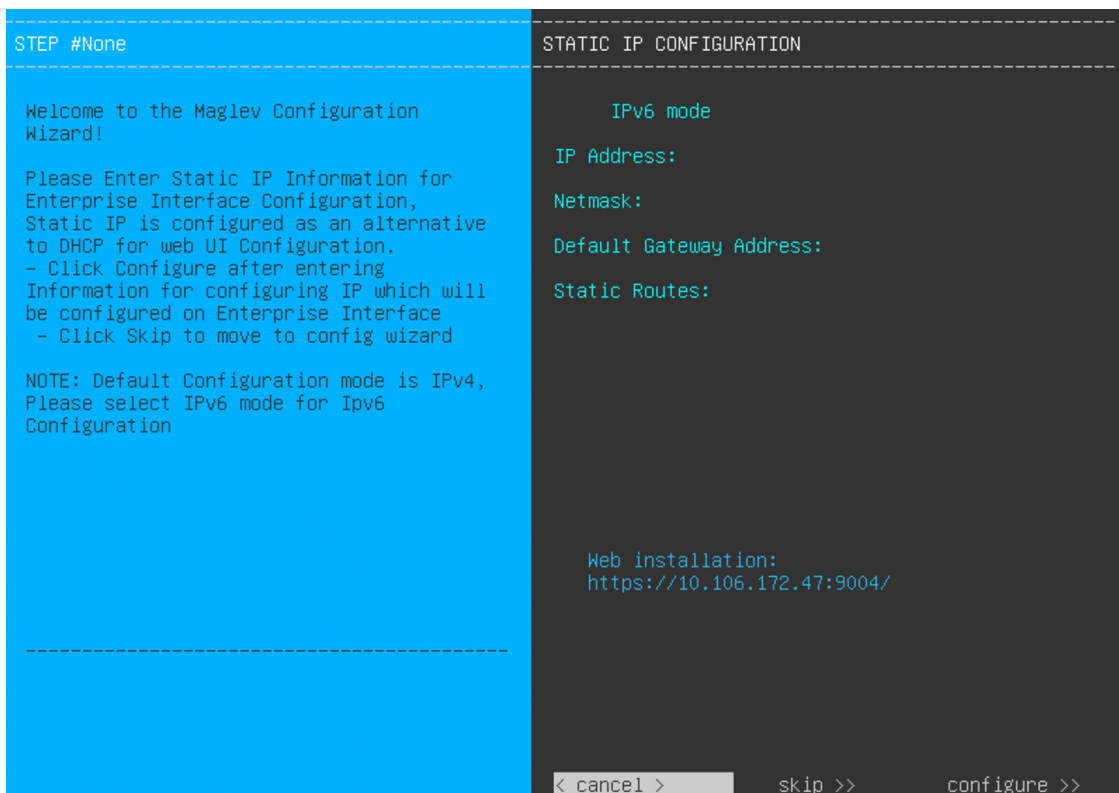 STEP #None
Welcome to the Maglev Configuration
Wizard!
Please Enter Static IP Information for
Enterprise Interface Configuration,
Static IP is configured as an alternative
to DHCP for web UI Configuration.
- Click Configure after entering
Information for configuring IP which will
be configured on Enterprise Interface
- Click Skip to move to config wizard
NOTE: Default Configuration mode is IPv4,
Please select IPv6 mode for Ipv6
Configuration
STATIC IP CONFIGURATION
IPv6 mode
IP Address:
Netmask:
Default Gateway Address:
Static Routes:
Web installation:
https://10.106.172.47:9004/
< cancel > skip >> configure >>